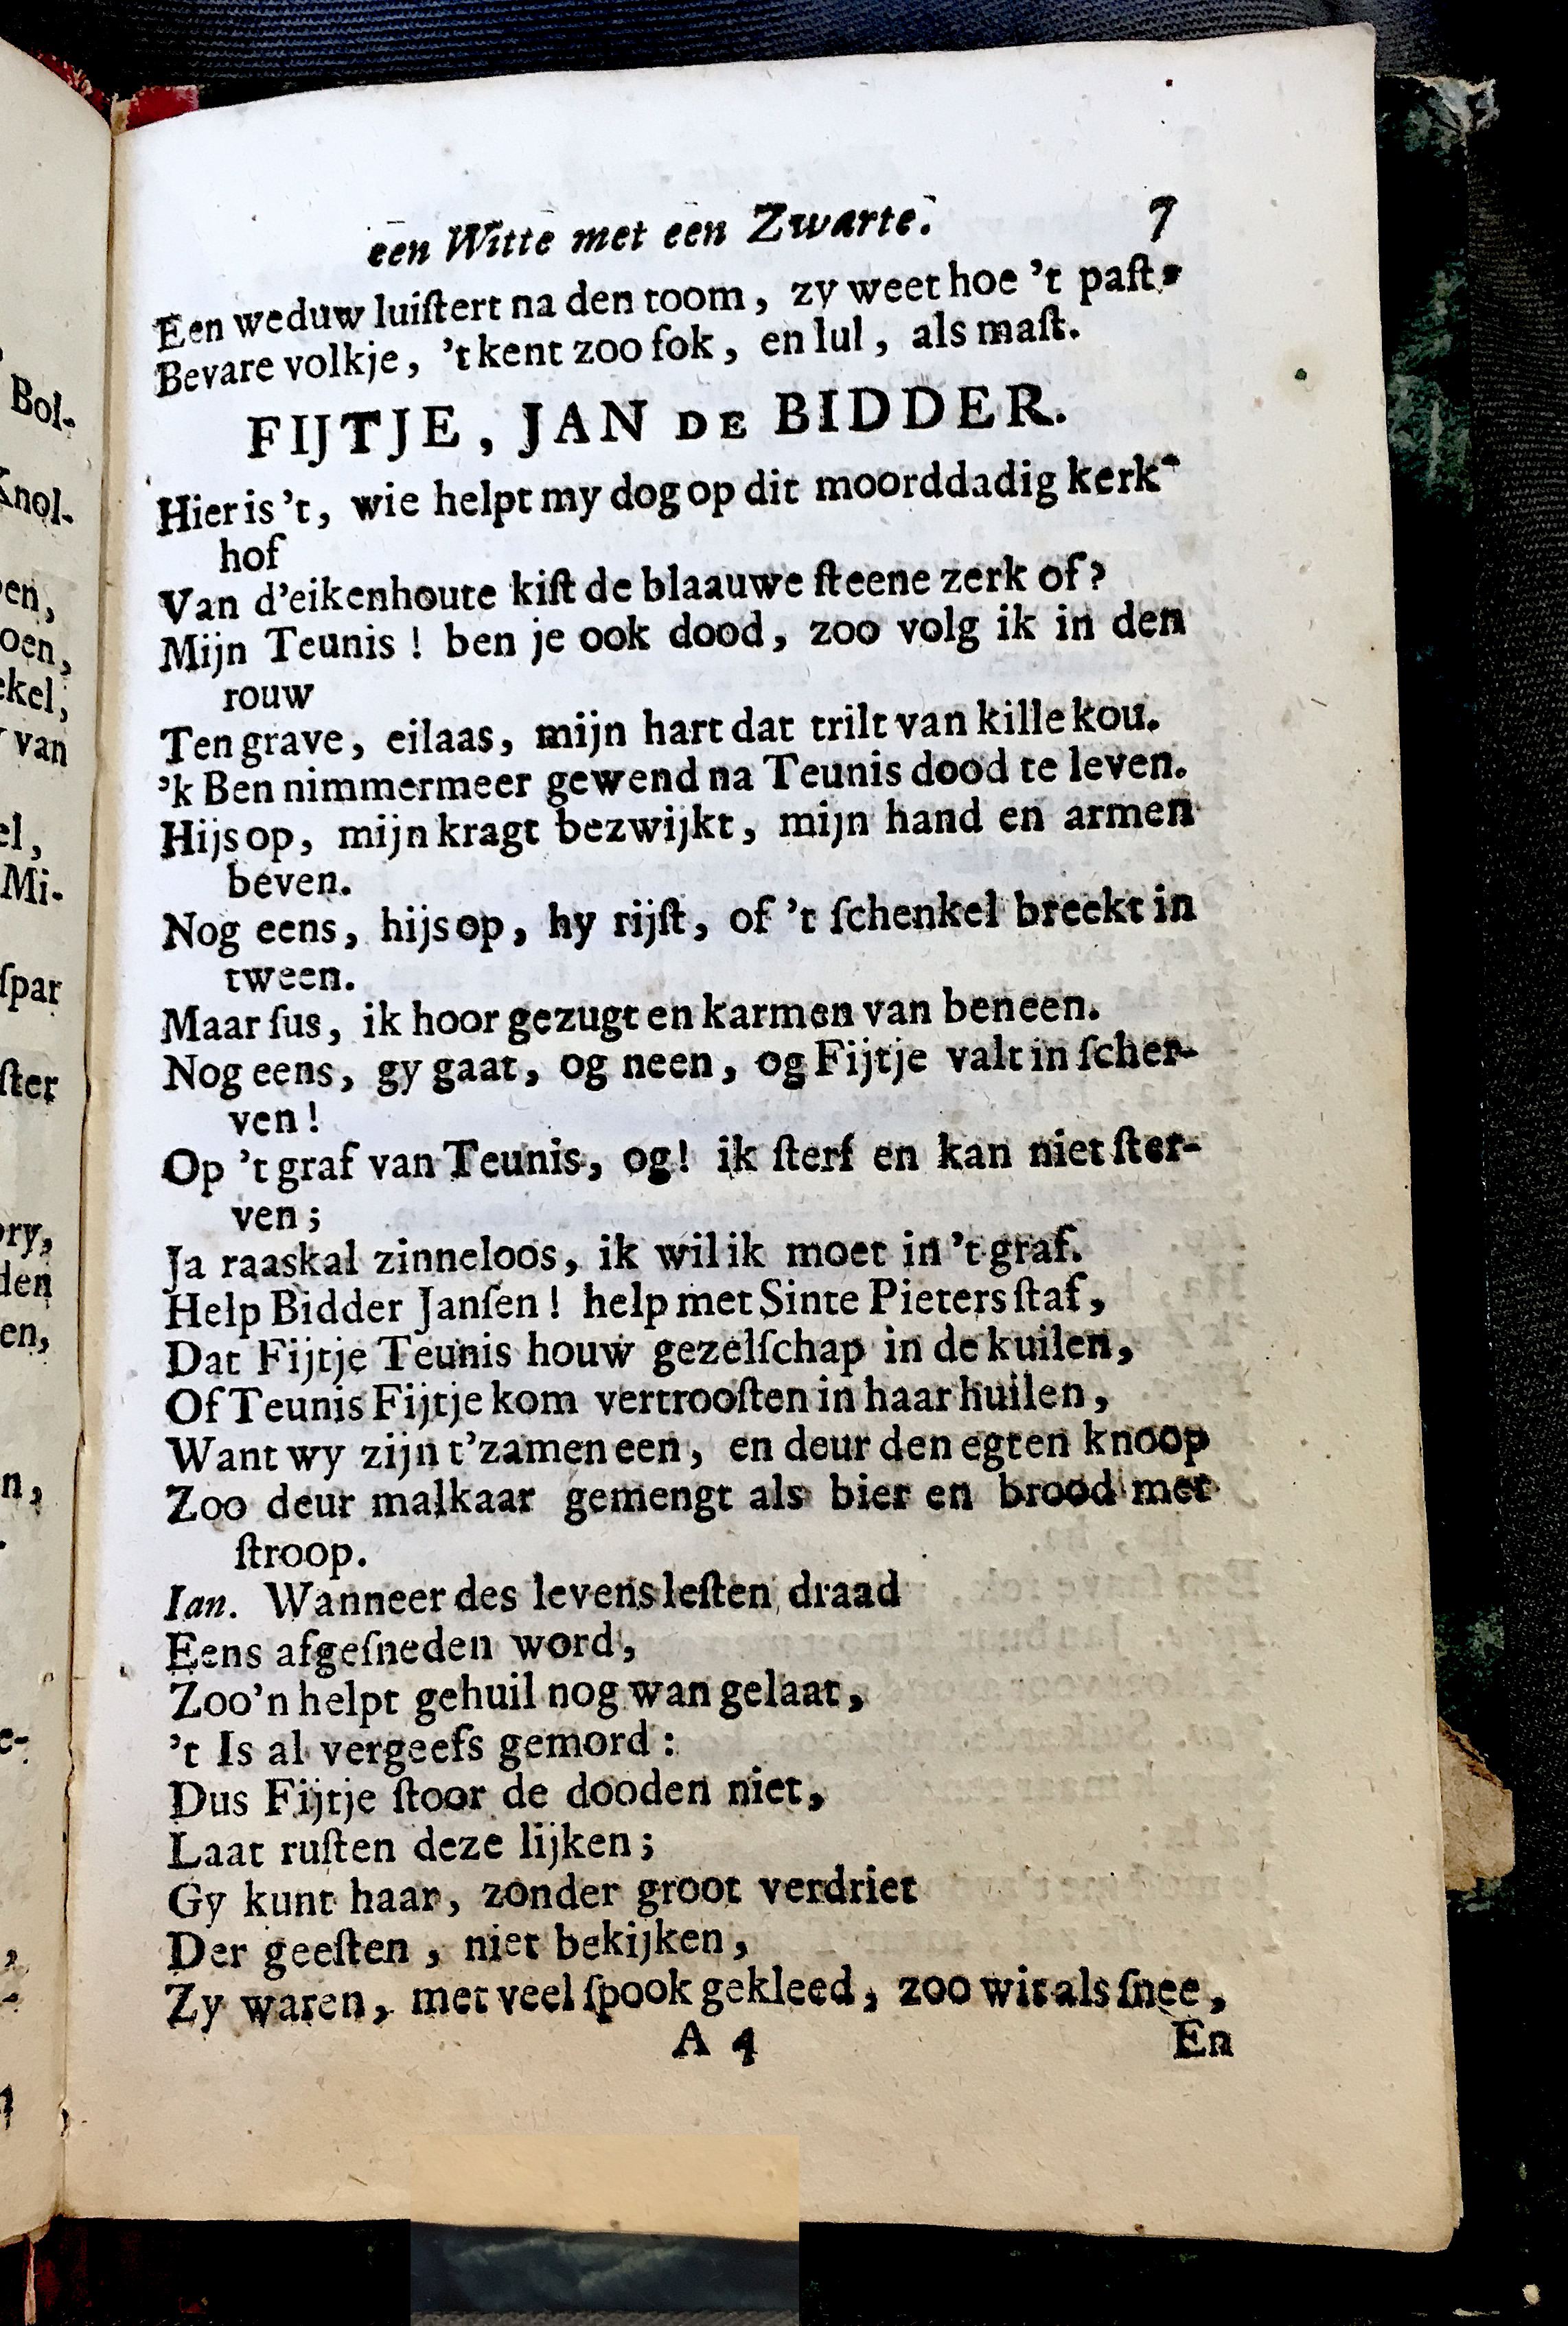 een Witte met een Zwarte. 7
Een weduw luiſtert na den toom, zy weet hoe 't paſt.
Bevare volkje, 't kent zoo fok, en lul, als maſt.
FIJTJE, JAN DE BIDDER.
Hier is 't, wie helpt my dog op dit moorddadig kerk-
hof
Van d'eikenhoute kiſt de blaauwe ſteene zerk of?
Mijn Teunis! ben je ook dood, zoo volg ik in den
rouw
Ten grave, eilaas, mijn hart dat trilt van kille kou.
'k Ben nimmermeer gewend na Teunis dood te leven.
Hijs op, mijn kragt bezwijkt, mijn hand en armen
beven.
Nog eens, hijs op, hy rijſt, of 't ſchenkel breekt in
tween.
Maar ſus, ik hoor gezugt en karmen van beneen.
Nog eens, gy gaat, og neen, og Fijtje valt in ſcher-
ven!
Op 't graf van Teunis, og! ik ſterf en kan niet ſter-
ven;
Ja raaskal zinneloos, ik wil ik moet in 't graf.
Help Bidder Janſen! help met Sinte Pieters ſtaf,
Dat Fijtje Teunis houw gezelſchap in de kuilen,
Of Teunis Fijtje kom vertrooſten in haar huilen,
Want wy zijn t'zamen een, en deur den egten knoop
Zoo deur malkaar gemengt als bier en brood met
ſtroop.
Ian. Wanneer des levens leſten draad
Eens afgeſneden word,
Zoo'n helpt gehuil nog wan gelaat,
't Is al vergeefs gemord:
Dus Fijtje ſtoor de dooden niet,
Laat ruſten deze lijken;
Gy kunt haar, zonder groot verdriet
Der geeſten, niet bekijken,
Zy waren, met veel ſpook gekleed, zoo wit als ſnee,
A 4 En
Bol-
Knol-
van
Mi-